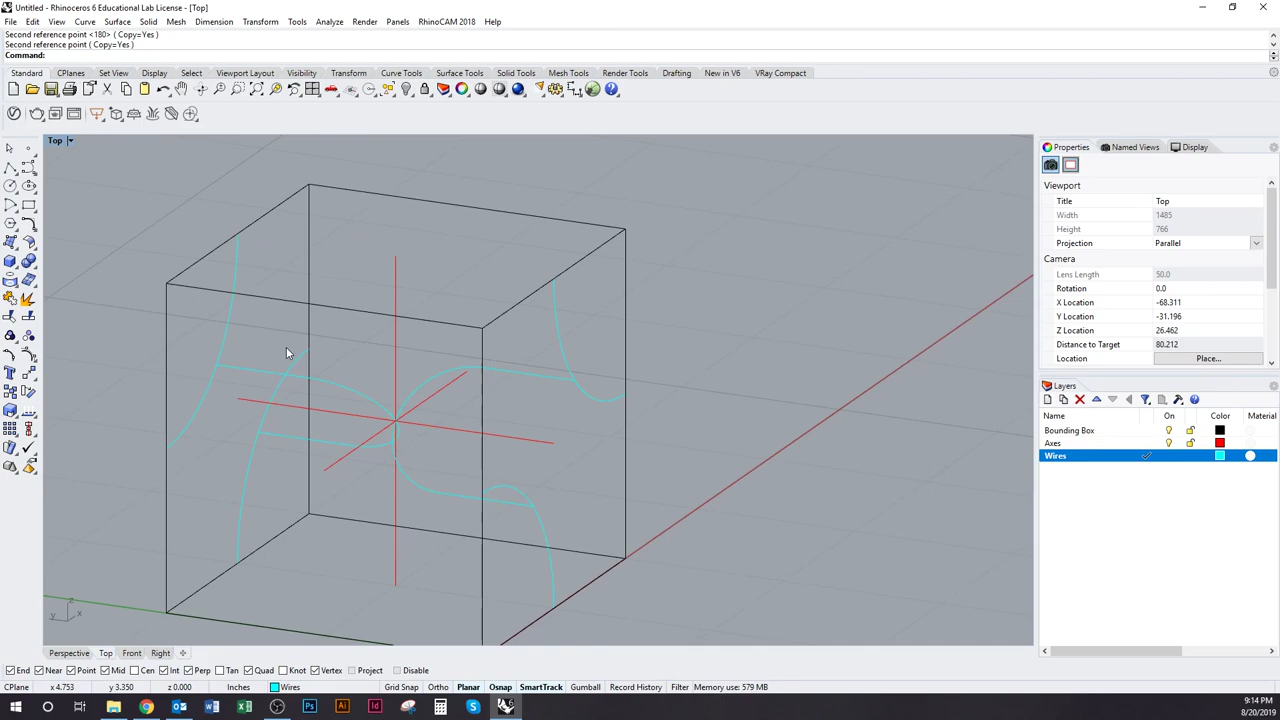 Untitled - Rhinoceros 6 Educational Lab License - [Top]
File Edit View Curve Surface Solid Mesh Dimension Transform Tools Analyze Render Panels RhinoCAM 2018 Help
Second reference point <180> ( Copy=Yes )
Second reference point ( Copy=Yes )
Command:
Standard CPlanes Set View Display Select Viewport Layout Visibility Transform Curve Tools Surface Tools Solid Tools Mesh Tools Render Tools Drafting New in V6 VRay Compact
Top
Properties Named Views Display
Viewport
Title Top
Width 1485
Height 766
Projection Parallel
Camera
Lens Length 50.0
Rotation 0.0
X Location -68.311
Y Location -31.196
Z Location 26.462
Distance to Target 80.212
Location Place...
Layers
Name On Color Material
Bounding Box
Axes
Wires
z
y x
Perspective Top Front Right
End Near Point Mid Cen Int Perp Tan Quad Knot Vertex Project Disable
CPlane x 4.753 y 3.350 z 0.000 Inches Wires Grid Snap Ortho Planar Osnap SmartTrack Gumball Record History Filter Memory use: 579 MB
9:14 PM
8/20/2019